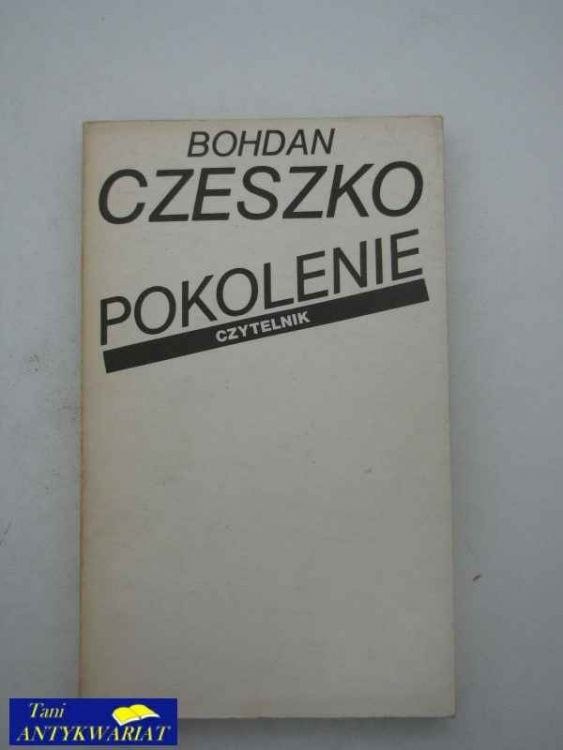 BOHDAN
CZESZKO
POKOLENIE
CZYTELNIK
Tani
ANTYKWARIAT